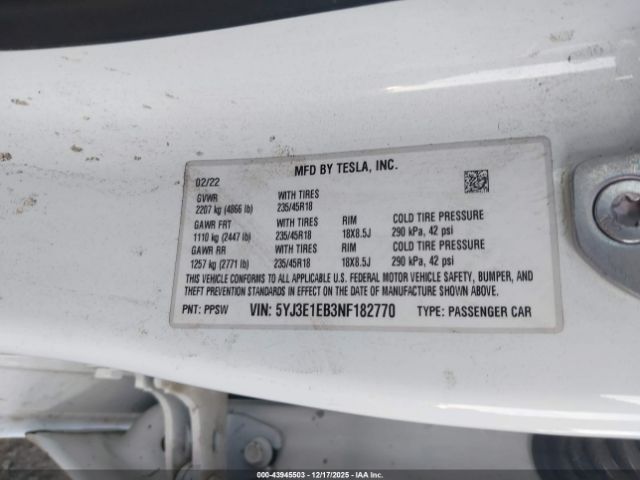 MFD BY TESLA, INC.
02/22
GVWR WITH TIRES
2207 kg (4866 lb) 235/45R18
GAWR FRT WITH TIRES RIM COLD TIRE PRESSURE
1110 kg (2447 lb) 235/45R18 18X8.5J 290 kPa, 42 psi
GAWR RR WITH TIRES RIM COLD TIRE PRESSURE
1257 kg (2771 lb) 235/45R18 18X8.5J 290 kPa, 42 psi
THIS VEHICLE CONFORMS TO ALL APPLICABLE U.S. FEDERAL MOTOR VEHICLE SAFETY, BUMPER, AND
THEFT PREVENTION STANDARDS IN EFFECT ON THE DATE OF MANUFACTURE SHOWN ABOVE.
PNT: PPSW VIN: 5YJ3E1EB3NF182770 TYPE: PASSENGER CAR
000-43945503 - 12/17/2025 - COPYRIGHT IAA, LLC.